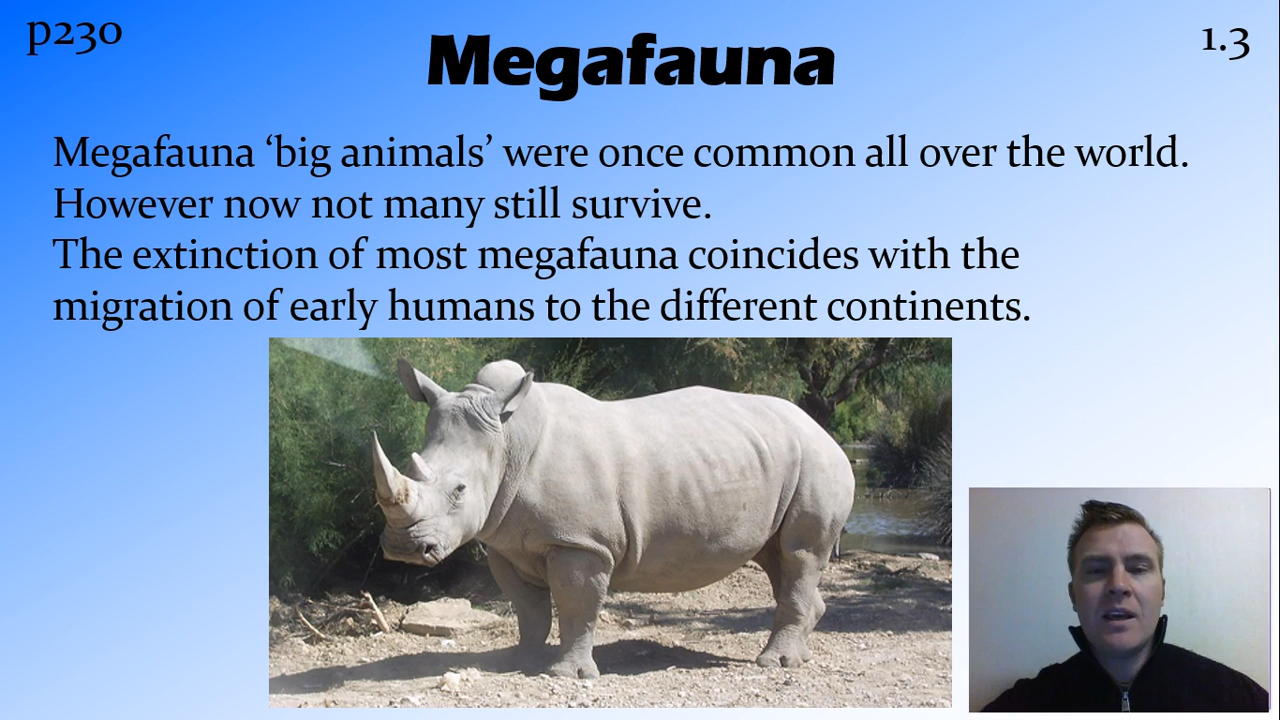 p230
1.3
Megafauna
Megafauna ‘big animals’ were once common all over the world.
However now not many still survive.
The extinction of most megafauna coincides with the
migration of early humans to the different continents.